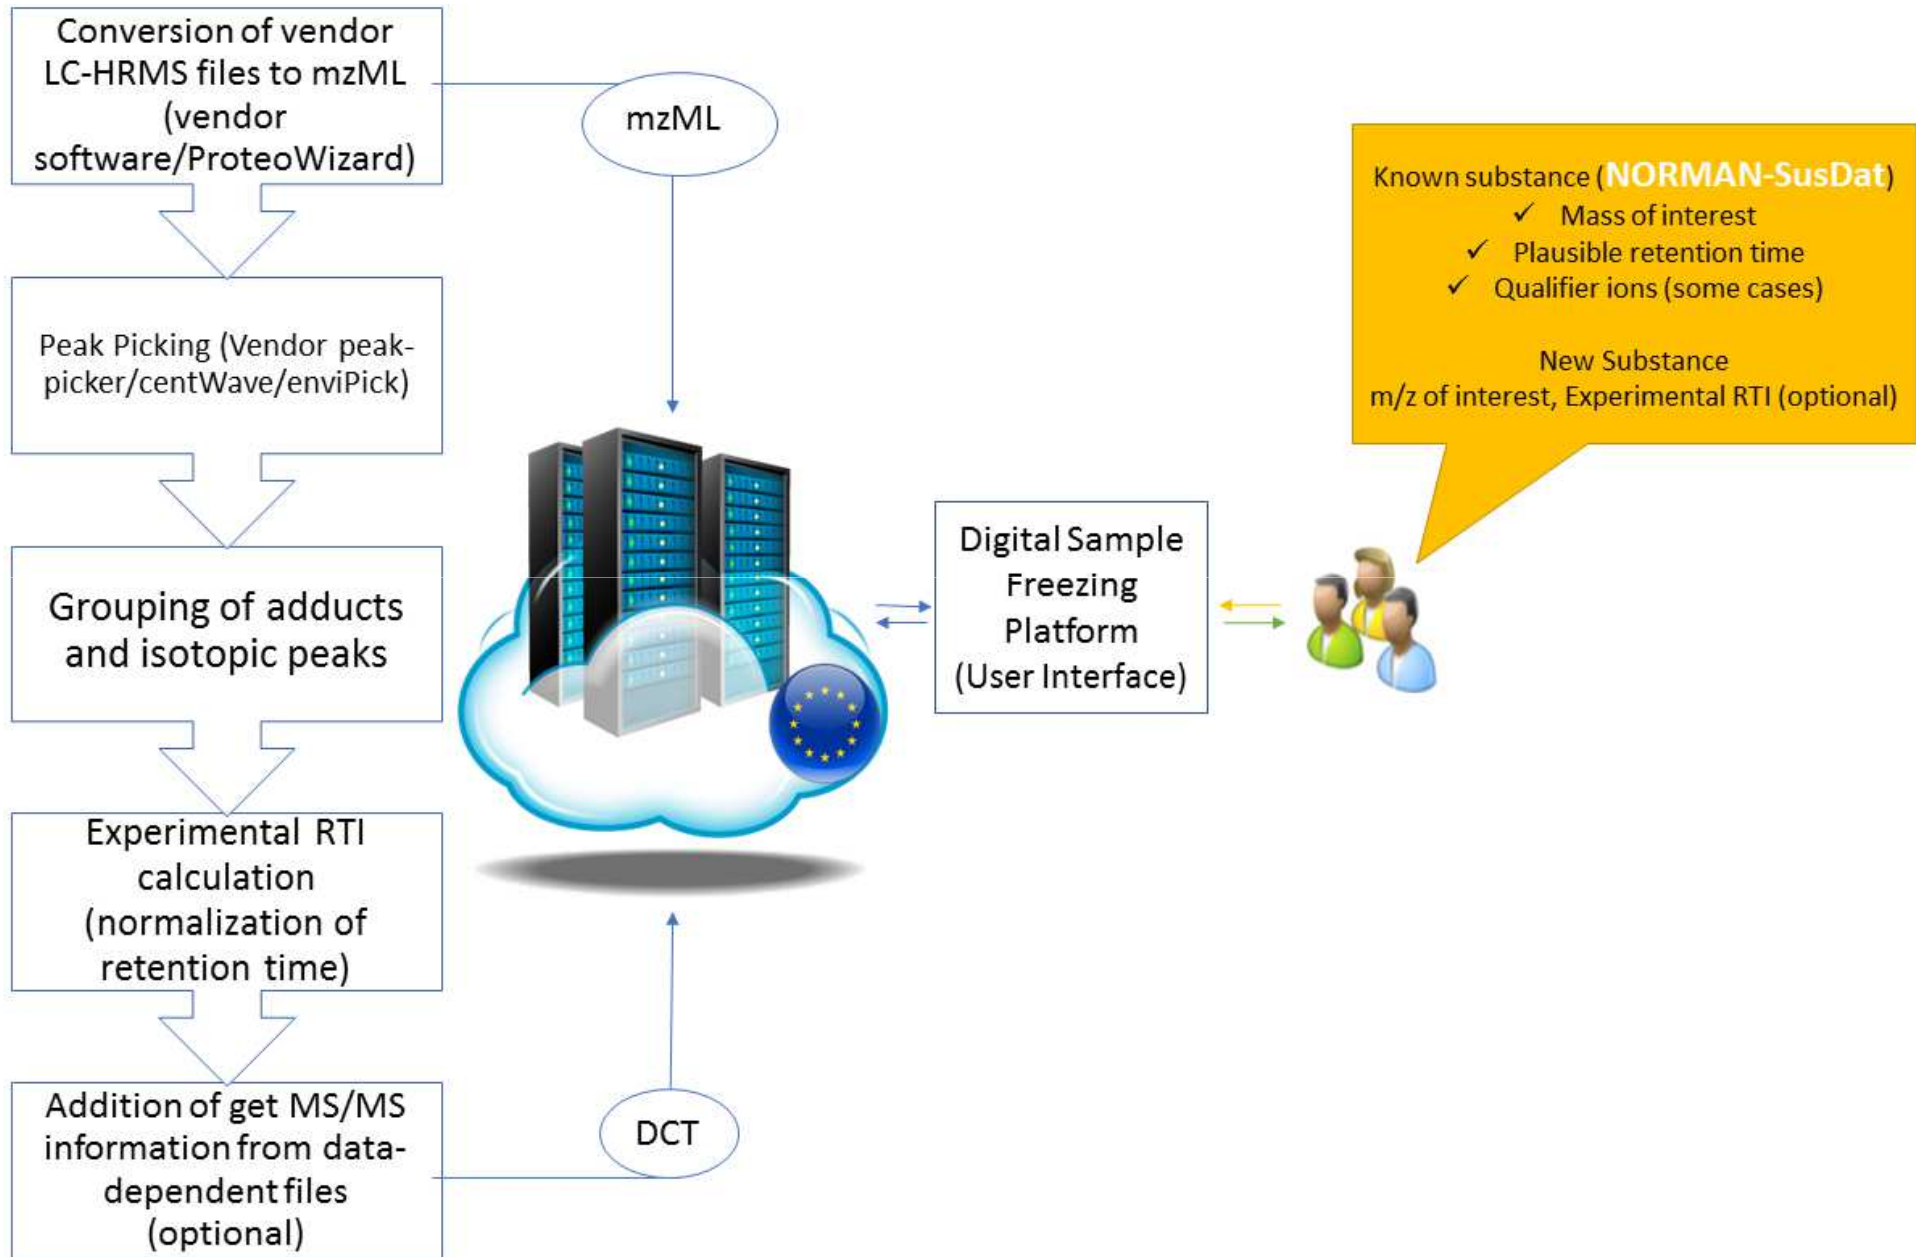 Conversion of vendor
LC-HRMS files to mzML
(vendor
software/ProteoWizard)
mzML
Peak Picking (Vendor peak-
picker/centWave/enviPick)
Grouping of adducts
and isotopic peaks
Experimental RTI
calculation
(normalization of
retention time)
Addition of get MS/MS
information from data-
dependent files
(optional)
DCT
Digital Sample
Freezing
Platform
(User Interface)
Known substance (NORMAN-SusDat)
✓ Mass of interest
✓ Plausible retention time
✓ Qualifier ions (some cases)
New Substance
m/z of interest, Experimental RTI (optional)